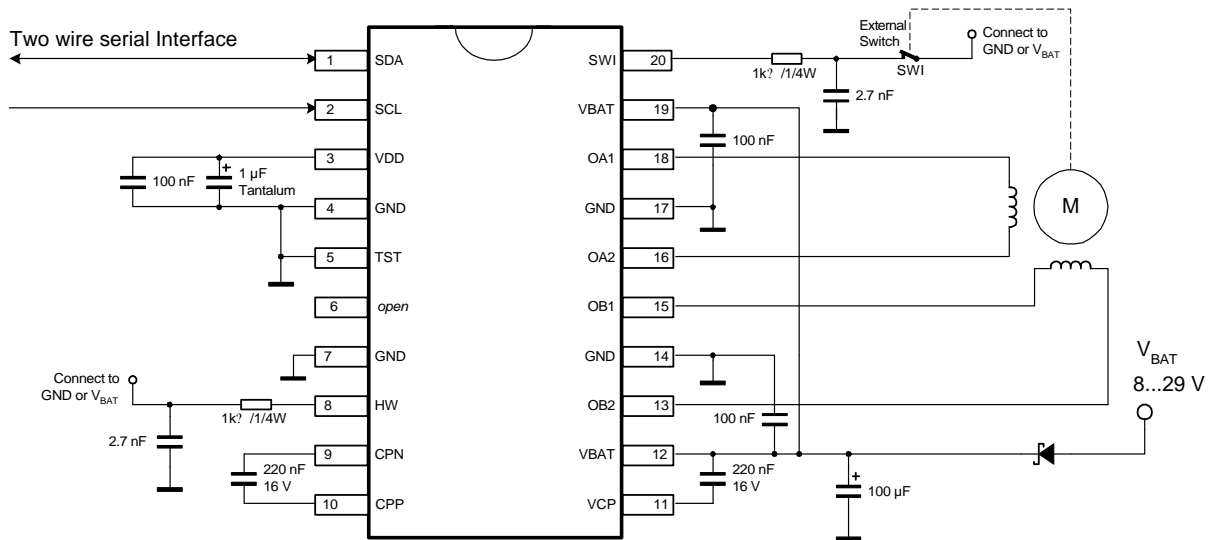 Two wire serial Interface
1 SDA
2 SCL
3 VDD
4 GND
5 TST
6 open
7 GND
8 HW
9 CPN
10 CPP
100 nF
1 µF
Tantalum
Connect to
GND or VBAT
1k? /1/4W
2.7 nF
220 nF
16 V
SWI 20
VBAT 19
OA1 18
GND 17
OA2 16
OB1 15
GND 14
OB2 13
VBAT 12
VCP 11
1k? /1/4W
2.7 nF
External
Switch
SWI
Connect to
GND or VBAT
100 nF
M
100 nF
220 nF
16 V
100 µF
VBAT
8...29 V